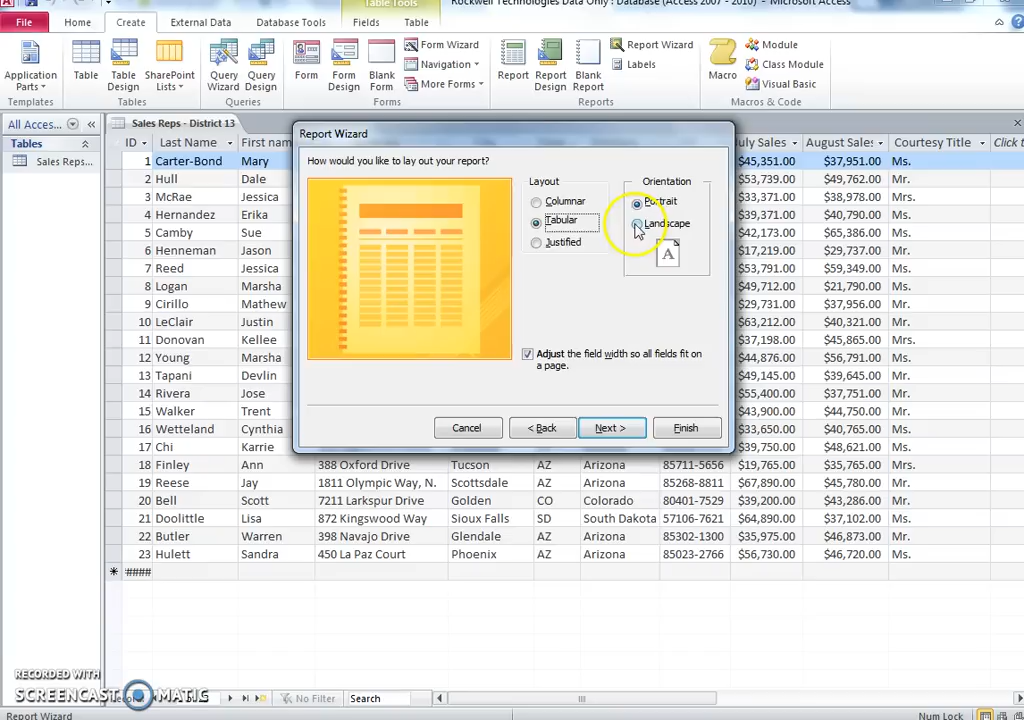 Table Tools
Rockwell Technologies Data Only : Database (Access 2007 - 2010) - Microsoft Access
File Home Create External Data Database Tools Fields Table
Application Parts Table Table Design SharePoint Lists Query Wizard Query Design Form Form Design Blank Form Form Wizard Navigation More Forms Report Report Design Blank Report Report Wizard Labels Macro Module Class Module Visual Basic
Templates Tables Queries Forms Reports Macros & Code
All Acces... «
Tables
Sales Reps...
Sales Reps - District 13
ID Last Name First nam uly Sales August Sales Courtesy Title Click t
1 Carter-Bond Mary $45,351.00 $37,951.00 Ms.
2 Hull Dale $53,739.00 $49,762.00 Mr.
3 McRae Jessica $38,971.00 $38,978.00 Mrs.
4 Hernandez Erika $39,371.00 $40,790.00 Ms.
5 Camby Sue $42,173.00 $65,386.00 Ms.
6 Henneman Jason $17,219.00 $29,737.00 Mr.
7 Reed Jessica $53,791.00 $59,349.00 Ms.
8 Logan Marsha $49,712.00 $21,790.00 Ms.
9 Cirillo Mathew $29,731.00 $37,956.00 Mr.
10 LeClair Justin $63,212.00 $40,321.00 Mr.
11 Donovan Kellee $37,198.00 $45,865.00 Mrs.
12 Young Marsha $44,876.00 $56,791.00 Ms.
13 Tapani Devlin $49,145.00 $39,645.00 Mr.
14 Rivera Jose $55,400.00 $37,751.00 Mr.
15 Walker Trent $43,900.00 $44,750.00 Mr.
16 Wetteland Cynthia $33,650.00 $40,765.00 Ms.
17 Chi Karrie $39,750.00 $48,621.00 Ms.
18 Finley Ann 388 Oxford Drive Tucson AZ Arizona 85711-5656 $19,765.00 $35,765.00 Mrs.
19 Reese Jay 1811 Olympic Way, N. Scottsdale AZ Arizona 85268-8811 $67,890.00 $45,780.00 Mr.
20 Bell Scott 7211 Larkspur Drive Golden CO Colorado 80401-7529 $39,200.00 $43,286.00 Mr.
21 Doolittle Lisa 872 Kingswood Way Sioux Falls SD South Dakota 57106-7621 $64,890.00 $37,102.00 Ms.
22 Butler Warren 398 Navajo Drive Glendale AZ Arizona 85302-1300 $35,975.00 $46,873.00 Mr.
23 Hulett Sandra 450 La Paz Court Phoenix AZ Arizona 85023-2766 $56,730.00 $46,720.00 Ms.
* ####
Report Wizard
How would you like to lay out your report?
Layout Orientation
Columnar Portrait
Tabular Landscape
Justified
A
Adjust the field width so all fields fit on
a page.
Cancel < Back Next > Finish
RECORDED WITH
SCREENCAST MATIC
No Filter Search
Report Wizard Num Lock